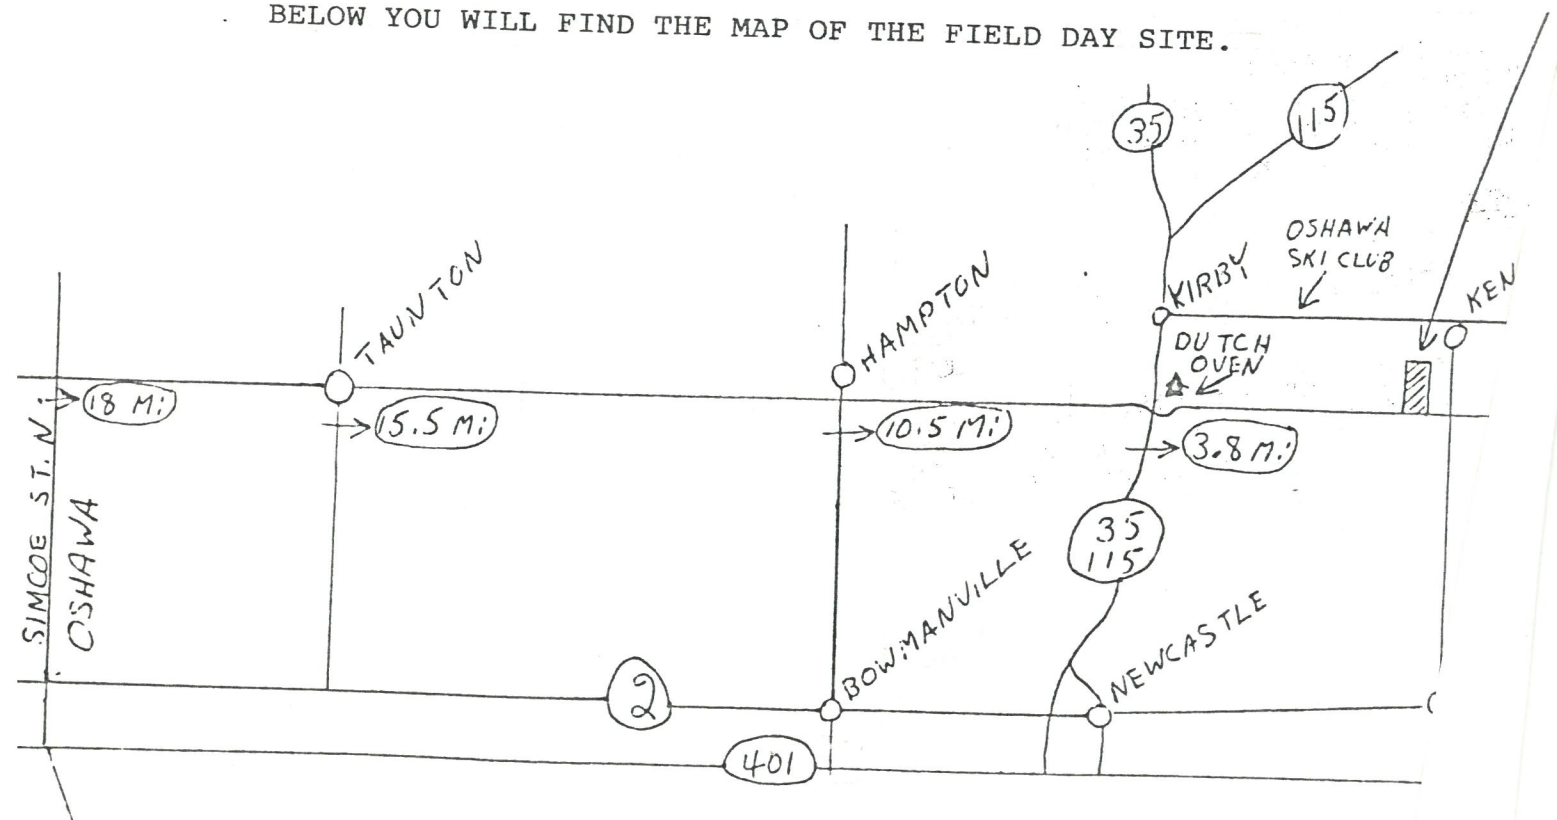 BELOW YOU WILL FIND THE MAP OF THE FIELD DAY SITE.
35
115
OSHAWA
SKI CLUB
KIRBY
KEN
TAUNTON
HAMPTON
DUTCH
OVEN
18 Mi
15.5 Mi
10.5 Mi
3.8 Mi
SIMCOE ST. N.
OSHAWA
35
115
BOWMANVILLE
NEWCASTLE
2
401